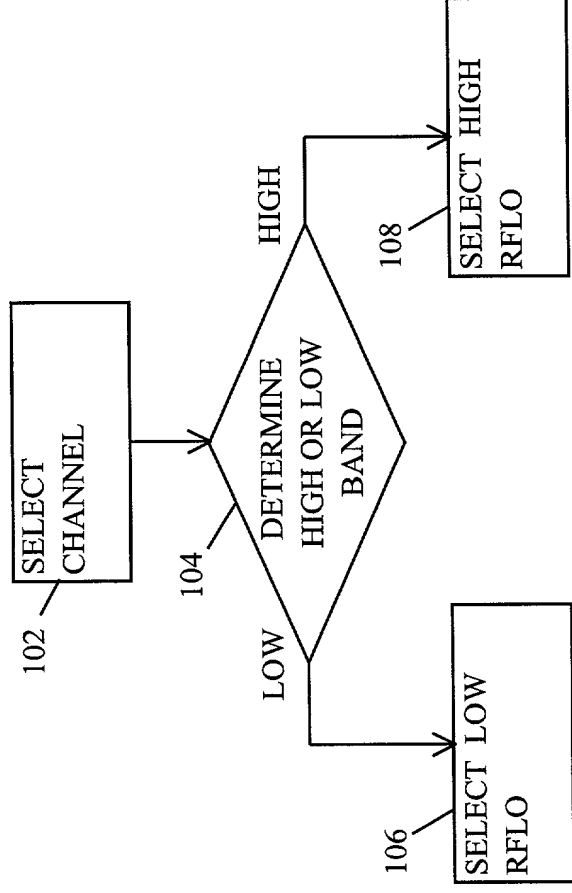 102
SELECT
CHANNEL
104
DETERMINE
HIGH OR LOW
BAND
LOW
HIGH
106
SELECT LOW
RFLO
108
SELECT HIGH
RFLO